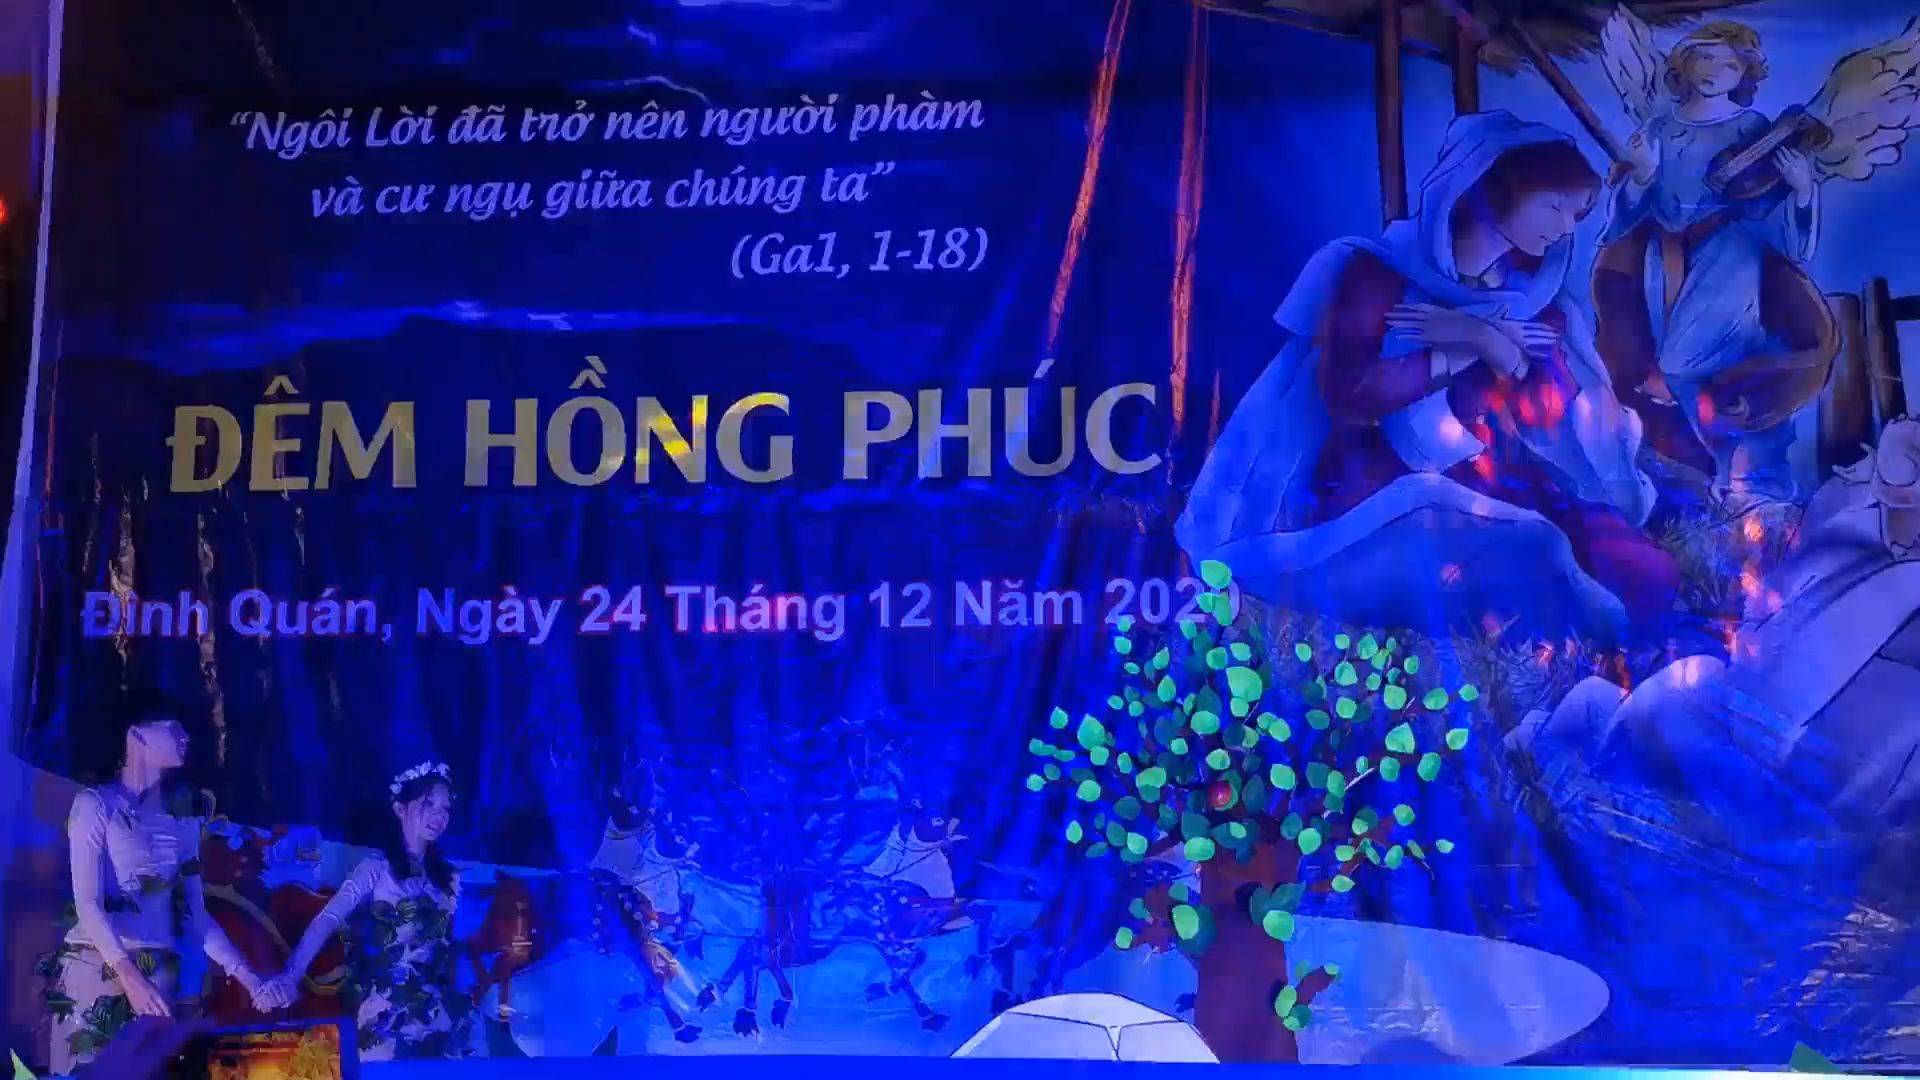 “Ngôi Lời đã trở nên người phàm
và cư ngụ giữa chúng ta”
(Ga1, 1-18)
ĐÊM HỒNG PHÚC
Định Quán, Ngày 24 Tháng 12 Năm 2020